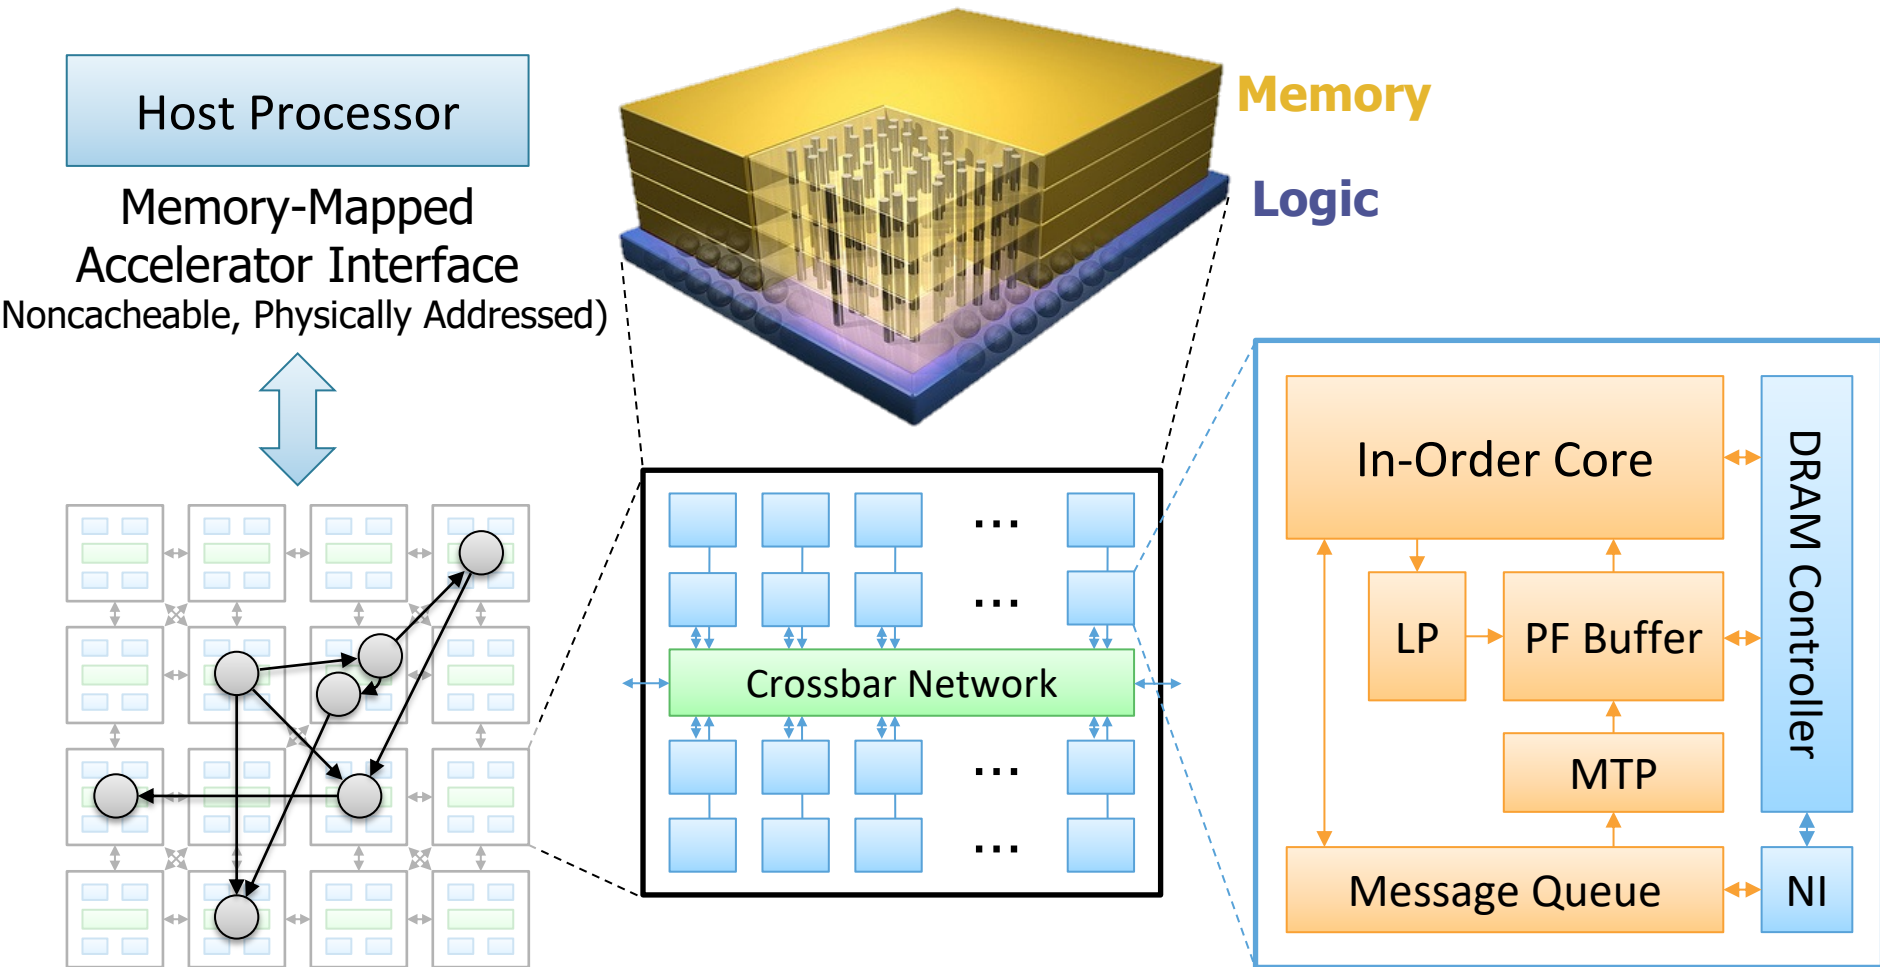 Host Processor
Memory-Mapped
Accelerator Interface
Noncacheable, Physically Addressed)
Memory
Logic
...
...
Crossbar Network
...
...
In-Order Core
LP
PF Buffer
MTP
Message Queue
DRAM Controller
NI